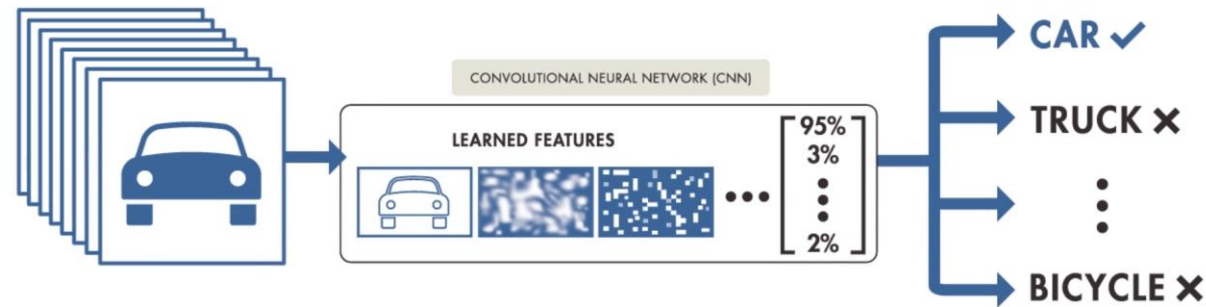 CONVOLUTIONAL NEURAL NETWORK (CNN)
LEARNED FEATURES
95%
3%
2%
CAR
TRUCK
BICYCLE